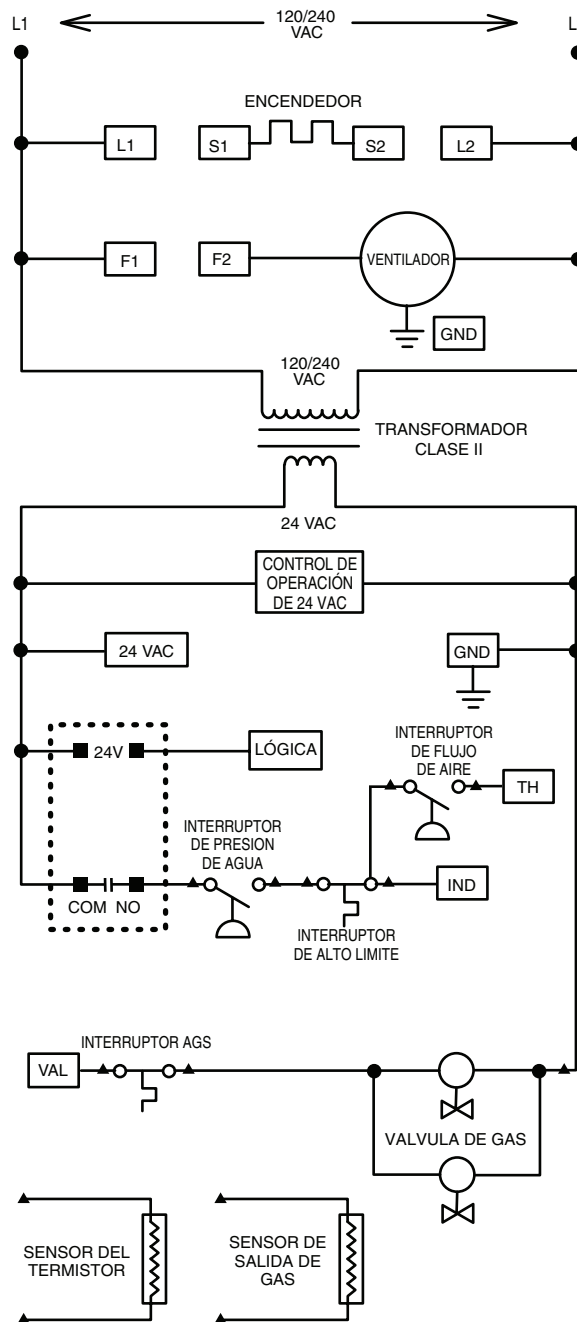 L1
120/240
VAC
L
ENCENDEDOR
L1
S1
S2
L2
F1
F2
VENTILADOR
GND
120/240
VAC
TRANSFORMADOR
CLASE II
24 VAC
CONTROL DE
OPERACIÓN
DE 24 VAC
24 VAC
GND
24V
LÓGICA
INTERRUPTOR
DE FLUJO
DE AIRE
TH
INTERRUPTOR
DE PRESION
DE AGUA
COM NO
IND
INTERRUPTOR
DE ALTO LIMITE
INTERRUPTOR AGS
VAL
VALVULA DE GAS
SENSOR DEL
TERMISTOR
SENSOR DE
SALIDA DE
GAS